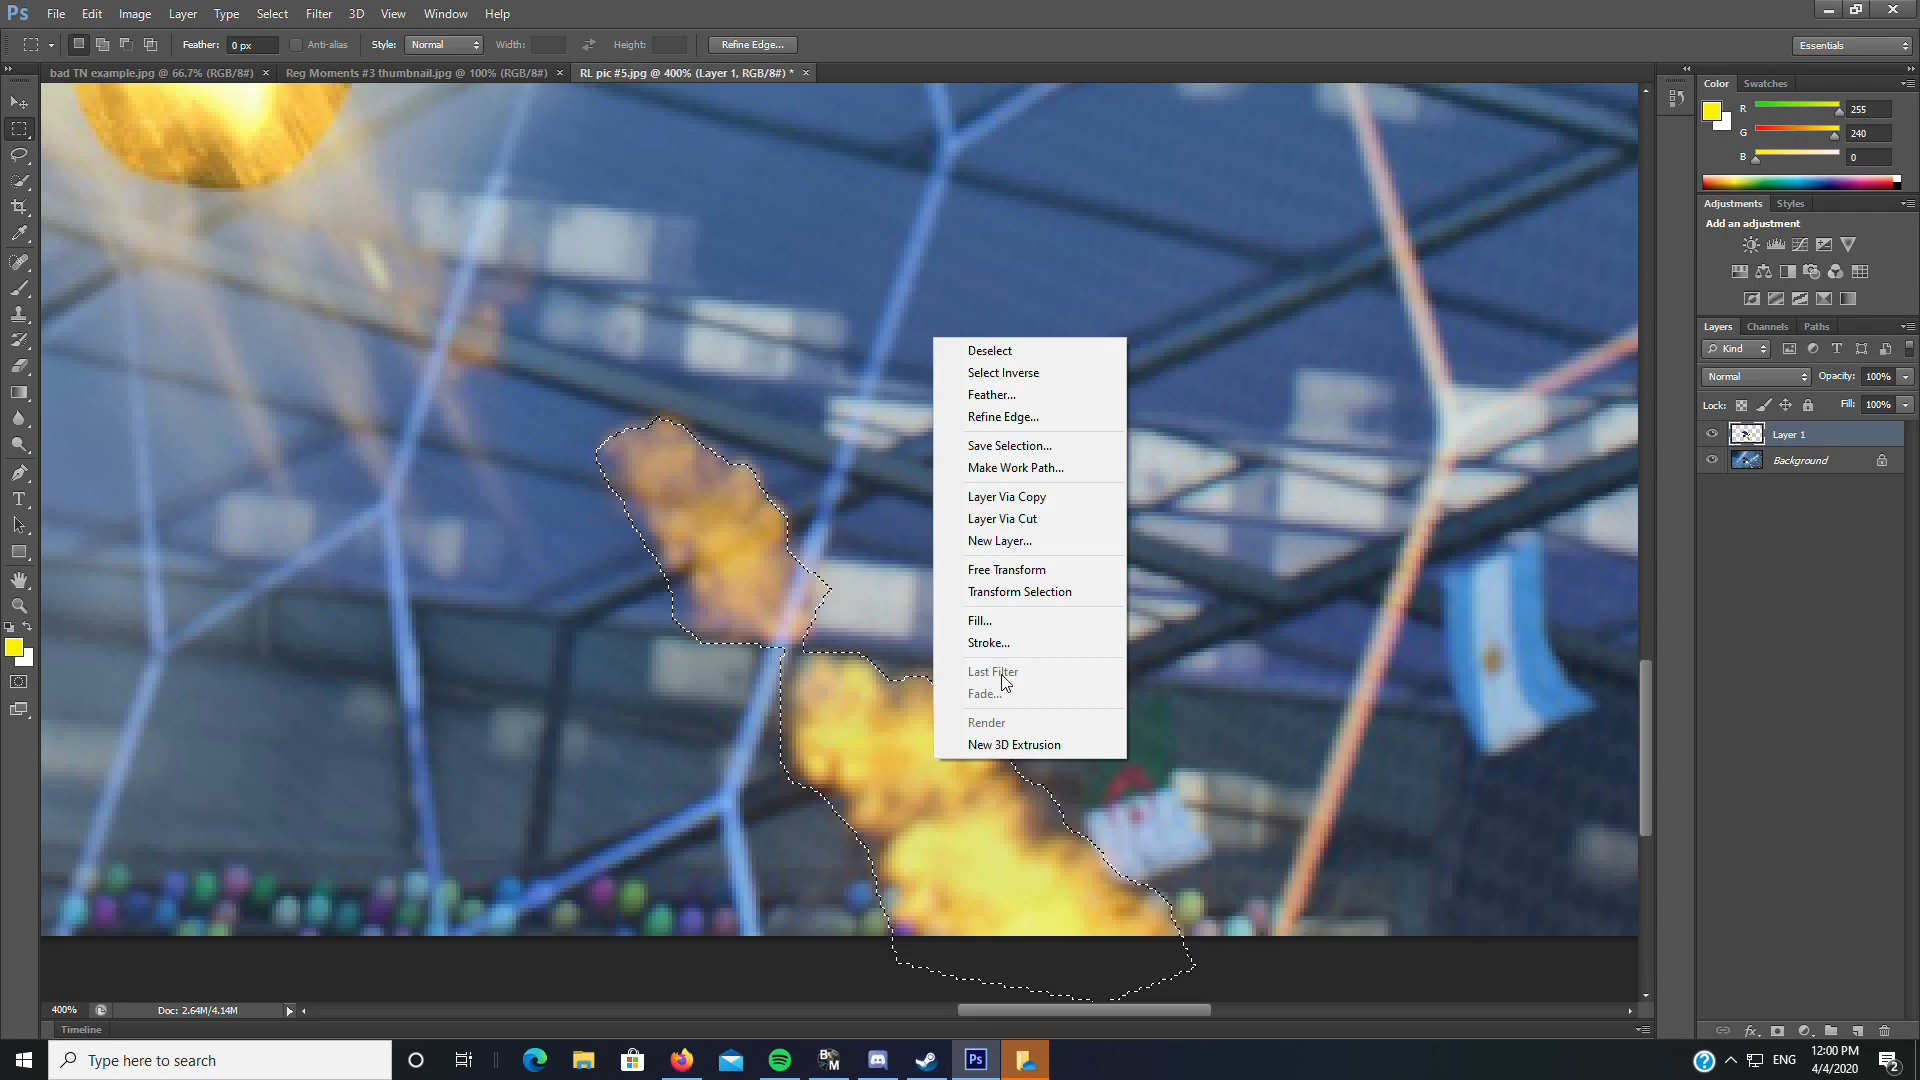 Ps File Edit Image Layer Type Select Filter 3D View Window Help
Feather: 0 px Anti-alias Style: Normal Width: Height: Refine Edge... Essentials
bad TN example.jpg @ 66.7% (RGB/8#) × Reg Moments #3 thumbnail.jpg @ 100% (RGB/8#) × RL pic #5.jpg @ 400% (Layer 1, RGB/8#) * ×
Color Swatches
R 255
G 240
B 0
Adjustments Styles
Add an adjustment
Layers Channels Paths
Kind
Normal Opacity: 100%
Lock: Fill: 100%
Layer 1
Background
Deselect
Select Inverse
Feather...
Refine Edge...
Save Selection...
Make Work Path...
Layer Via Copy
Layer Via Cut
New Layer...
Free Transform
Transform Selection
Fill...
Stroke...
Last Filter
Fade...
Render
New 3D Extrusion
400% Doc: 2.64M/4.14M
Timeline
fx
Type here to search
Ps
ENG
12:00 PM
4/4/2020
2